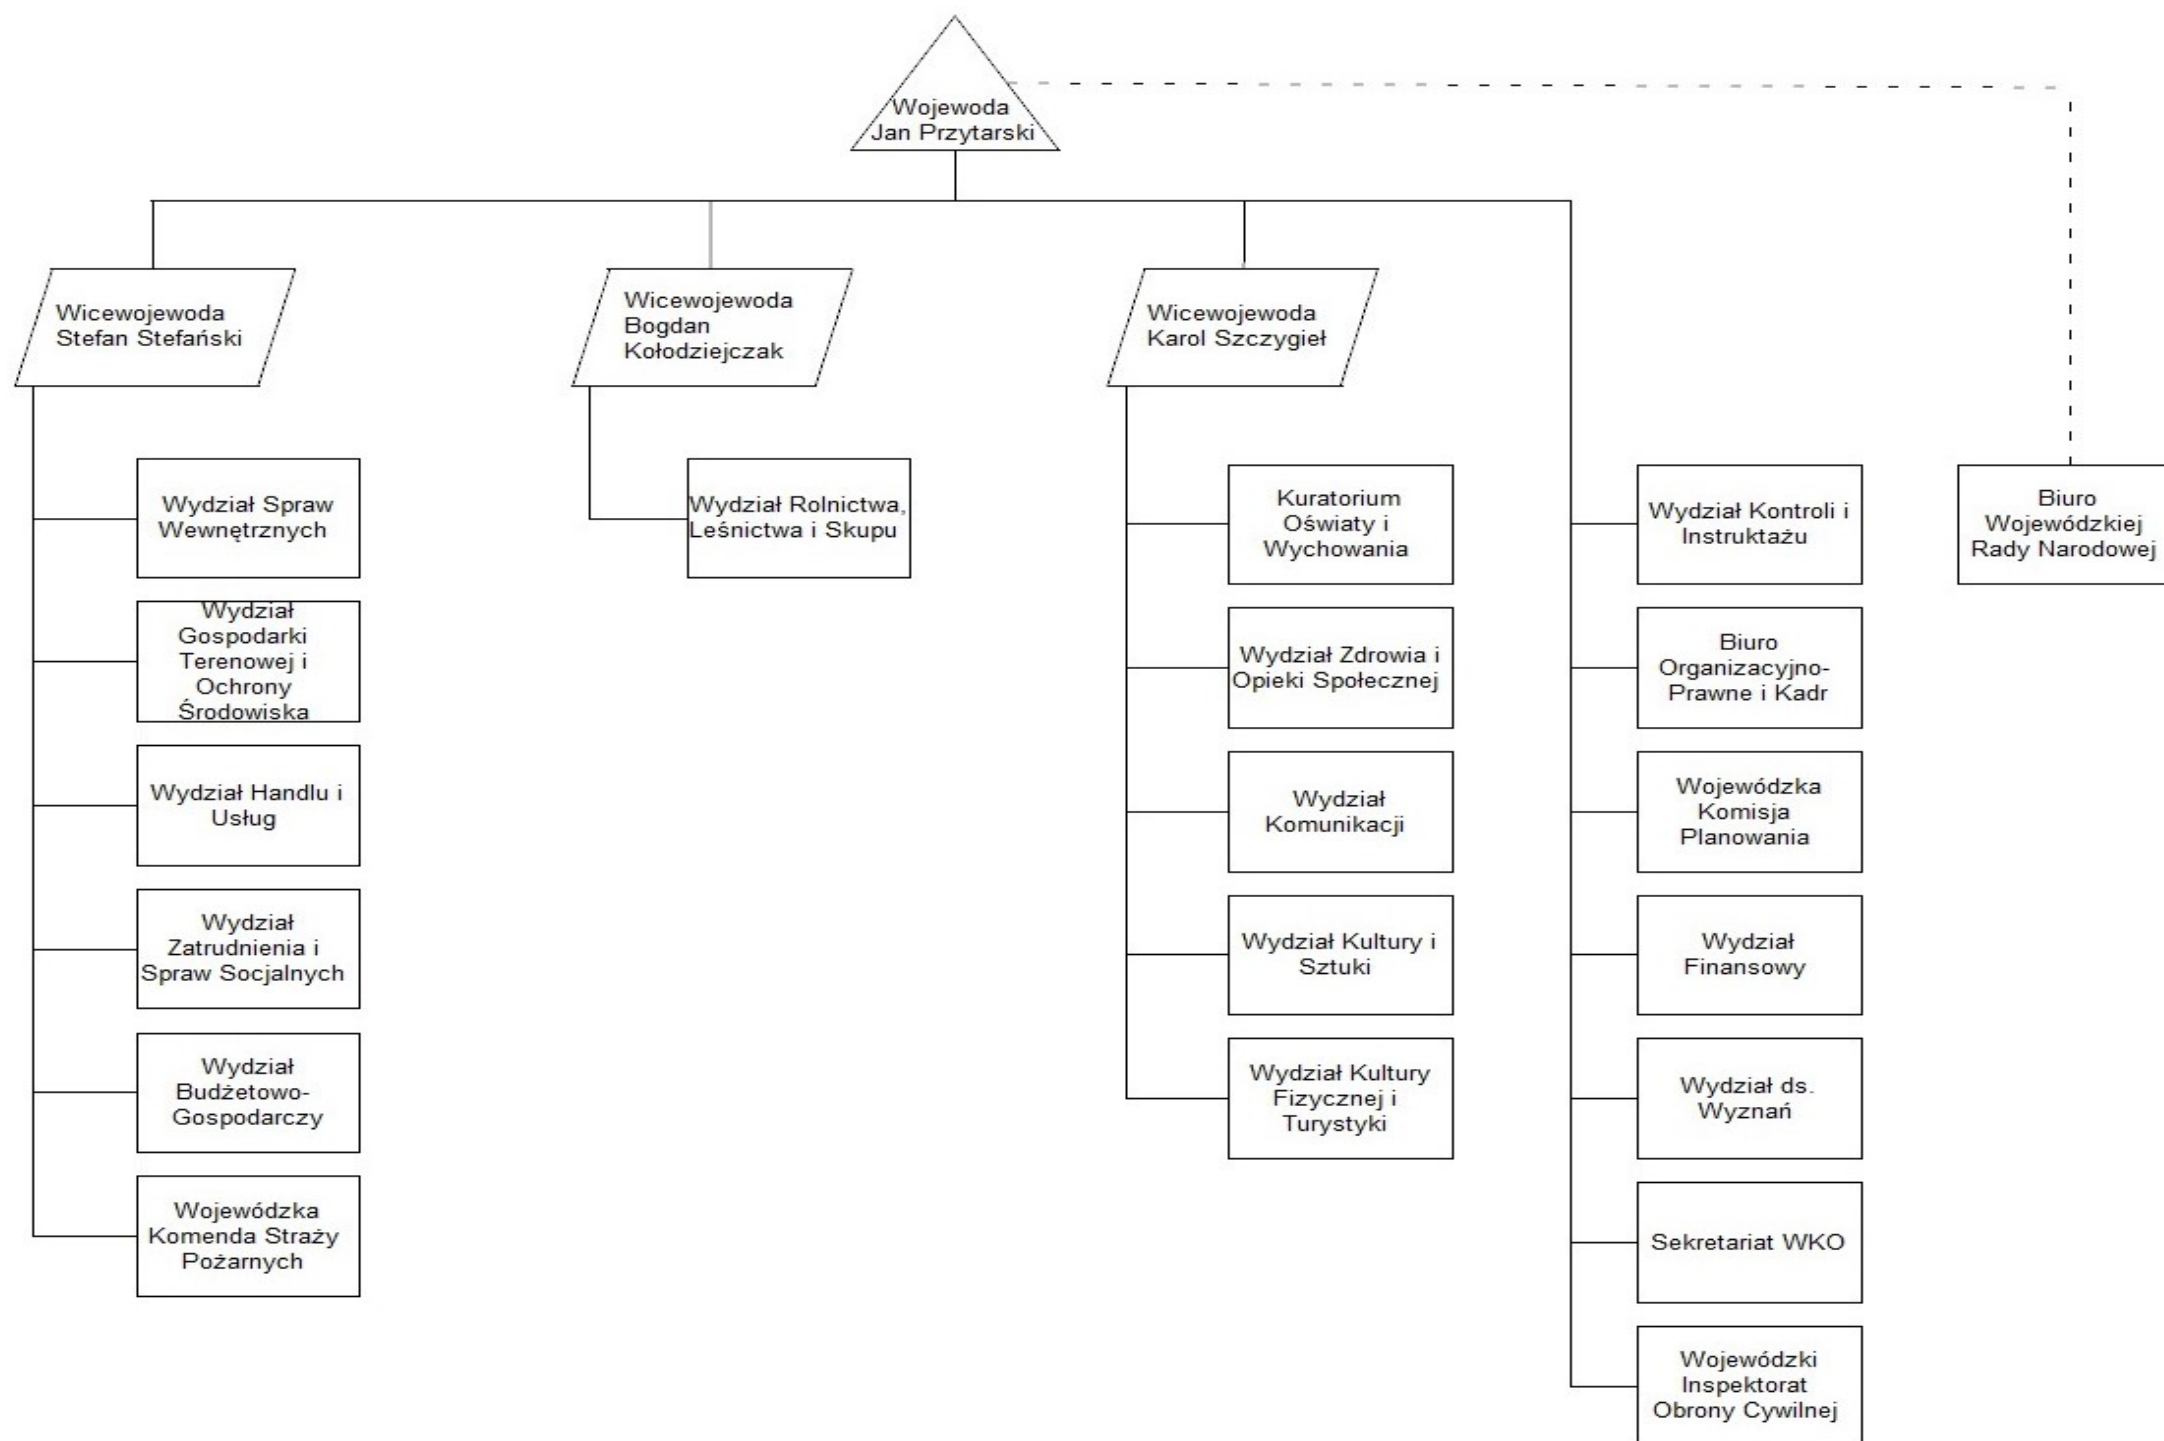 Wojewoda
Jan Przytarski
Wicewojewoda
Stefan Stefański
Wicewojewoda
Bogdan
Kołodziejczak
Wicewojewoda
Karol Szczygieł
Wydział Spraw
Wewnętrznych
Wydział
Gospodarki
Terenowej i
Ochrony
Środowiska
Wydział Handlu i
Usług
Wydział
Zatrudnienia i
Spraw Socjalnych
Wydział
Budżetowo-
Gospodarczy
Wojewódzka
Komenda Straży
Pożarnych
Wydział Rolnictwa,
Leśnictwa i Skupu
Kuratorium
Oświaty i
Wychowania
Wydział Zdrowia i
Opieki Społecznej
Wydział
Komunikacji
Wydział Kultury i
Sztuki
Wydział Kultury
Fizycznej i
Turystyki
Wydział Kontroli i
Instruktażu
Biuro
Organizacyjno-
Prawne i Kadr
Wojewódzka
Komisja
Planowania
Wydział
Finansowy
Wydział ds.
Wyznań
Sekretariat WKO
Wojewódzki
Inspektorat
Obrony Cywilnej
Biuro
Wojewódzkiej
Rady Narodowej